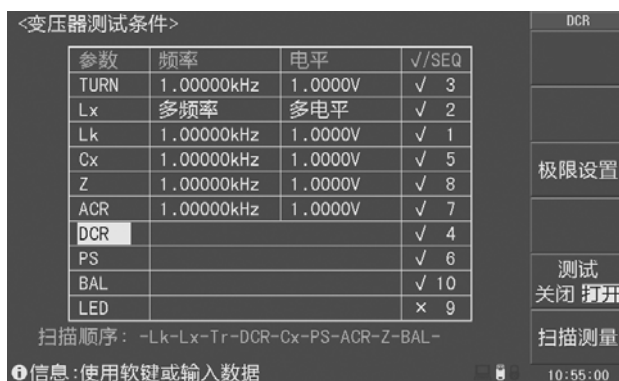 <变压器测试条件>
DCR
参数 频率 电平 √/SEQ
TURN 1.00000kHz 1.0000V √ 3
Lx 多频率 多电平 √ 2
Lk 1.00000kHz 1.0000V √ 1
Cx 1.00000kHz 1.0000V √ 5
极限设置
Z 1.00000kHz 1.0000V √ 8
ACR 1.00000kHz 1.0000V √ 7
DCR √ 4
PS √ 6
测试
BAL √ 10
关闭 打开
LED × 9
扫描顺序: -Lk-Lx-Tr-DCR-Cx-PS-ACR-Z-BAL-
扫描测量
❶信息:使用软键或输入数据
10:55:00